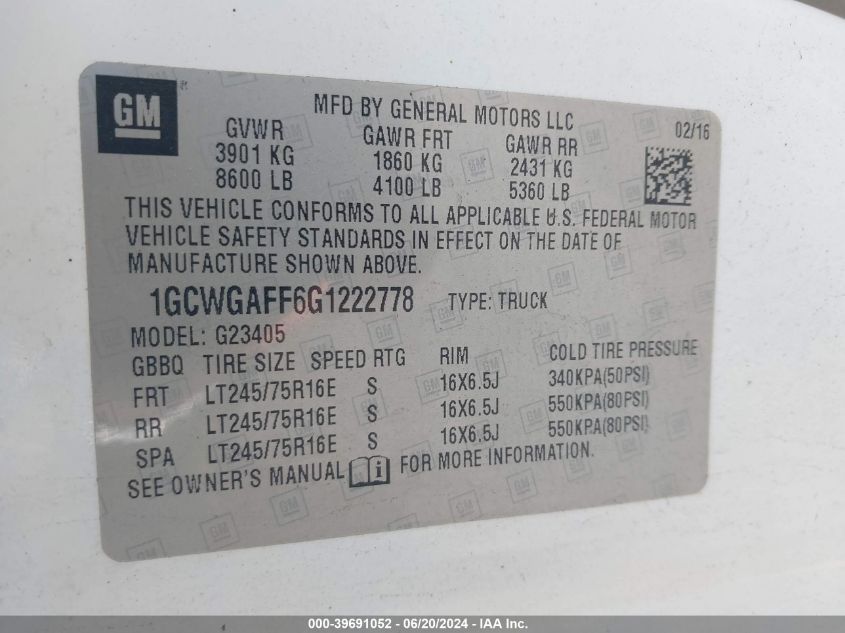 GM
MFD BY GENERAL MOTORS LLC
02/16
GVWR GAWR FRT GAWR RR
3901 KG 1860 KG 2431 KG
8600 LB 4100 LB 5360 LB
THIS VEHICLE CONFORMS TO ALL APPLICABLE U.S. FEDERAL MOTOR
VEHICLE SAFETY STANDARDS IN EFFECT ON THE DATE OF
MANUFACTURE SHOWN ABOVE.
1GCWGAFF6G1222778 TYPE: TRUCK
MODEL: G23405
GBBQ TIRE SIZE SPEED RTG RIM COLD TIRE PRESSURE
FRT LT245/75R16E S 16X6.5J 340KPA(50PSI)
RR LT245/75R16E S 16X6.5J 550KPA(80PSI)
SPA LT245/75R16E S 16X6.5J 550KPA(80PSI)
SEE OWNER'S MANUAL i FOR MORE INFORMATION.
000-39691052 - 06/20/2024 - IAA Inc.